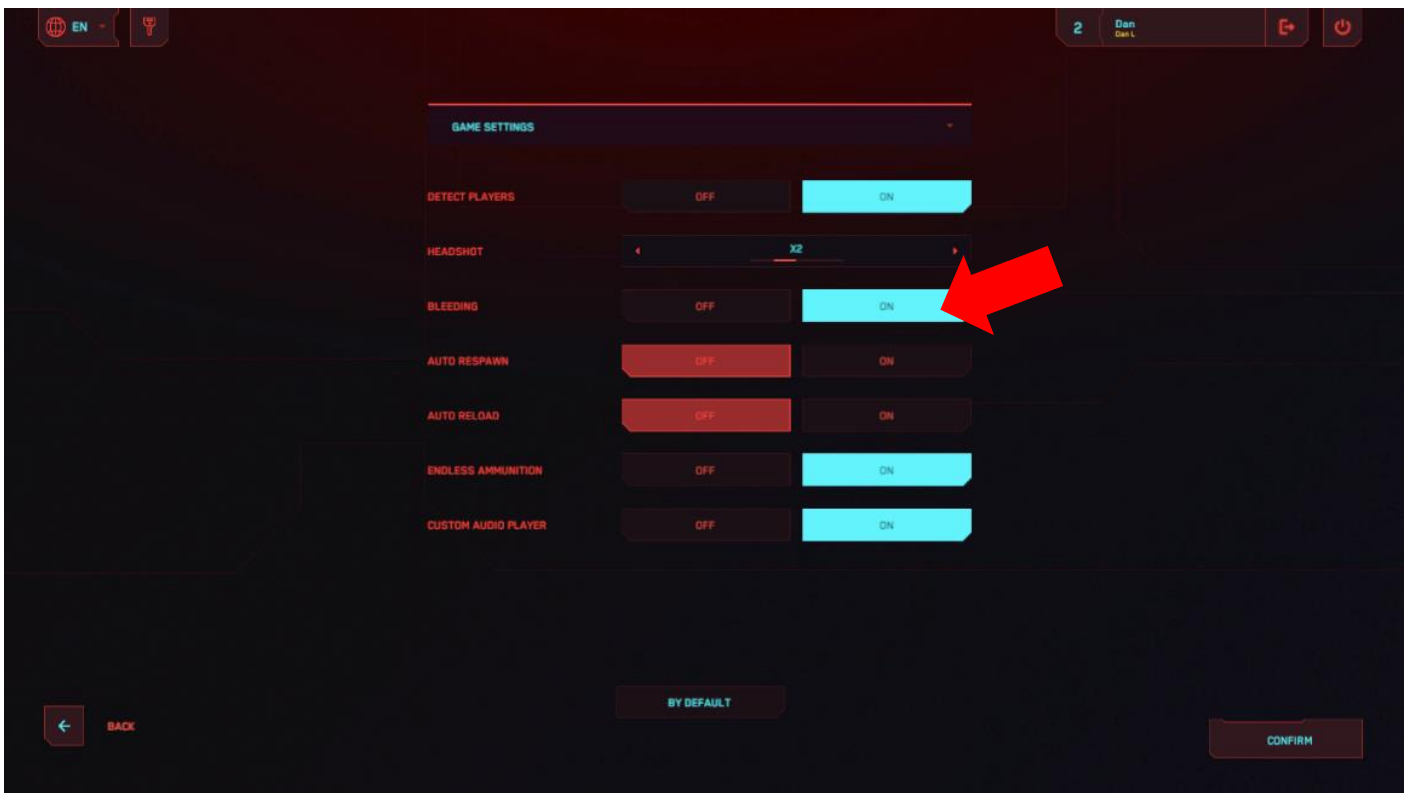 EN
2
Dan
Dan L
GAME SETTINGS
DETECT PLAYERS OFF ON
HEADSHOT X2
BLEEDING OFF ON
AUTO RESPAWN OFF ON
AUTO RELOAD OFF ON
ENDLESS AMMUNITION OFF ON
CUSTOM AUDIO PLAYER OFF ON
BY DEFAULT
BACK
CONFIRM